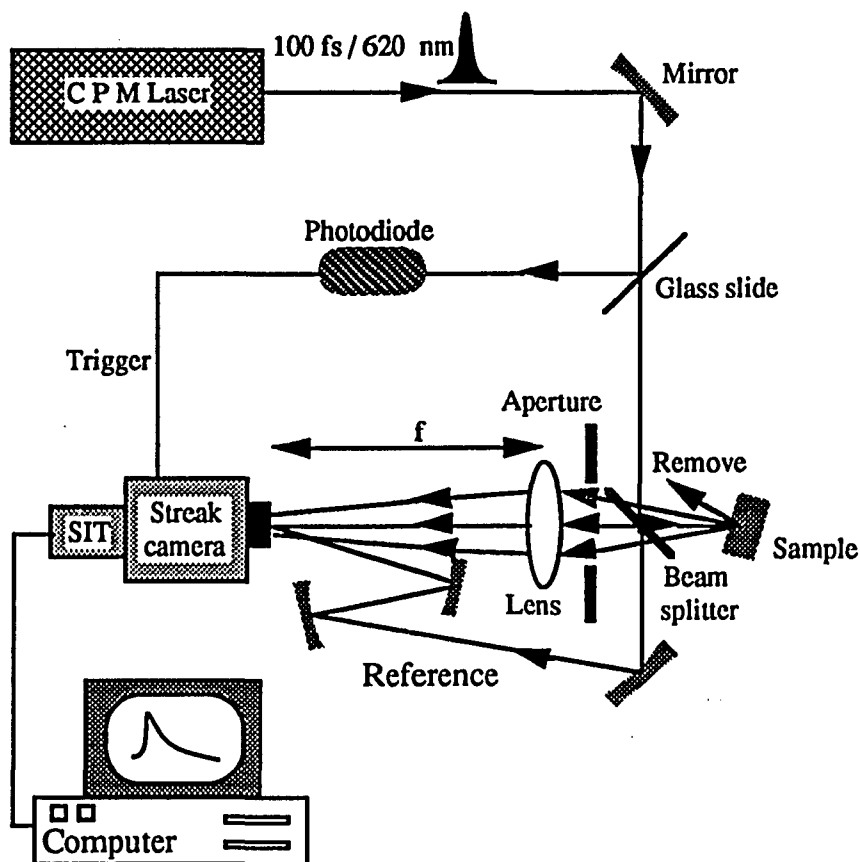 100 fs / 620 nm
CPM Laser
Mirror
Photodiode
Glass slide
Trigger
Aperture
f
Remove
SIT
Streak
camera
Sample
Lens
Beam
splitter
Reference
Computer